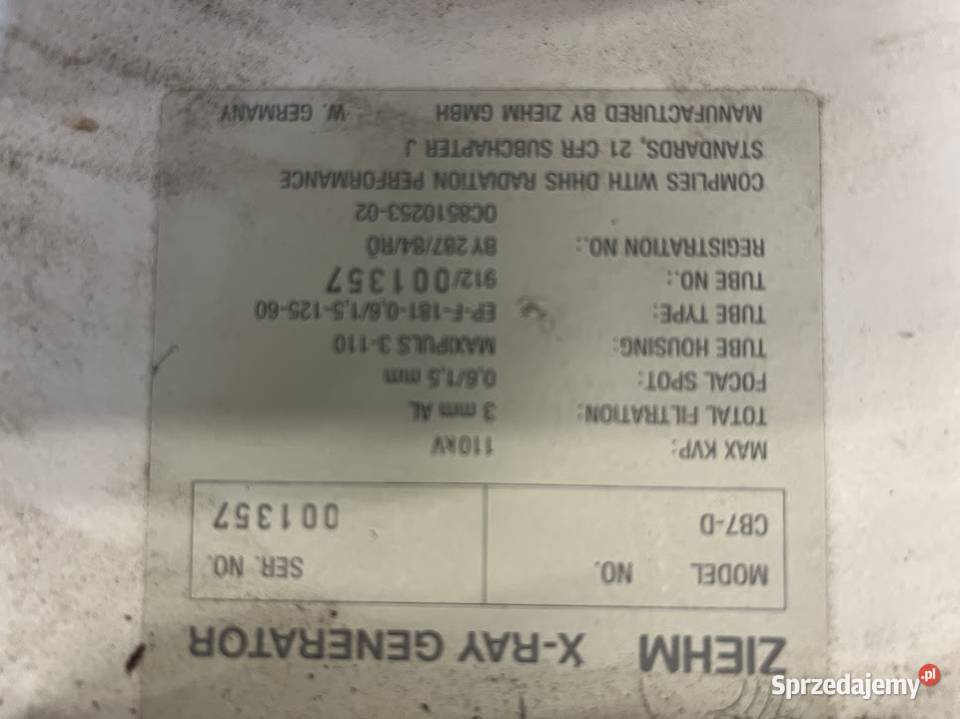 ZIEHM X-RAY GENERATOR
MODEL NO. SER. NO.
CB7-D 001357
MAX KVP: 110kV
TOTAL FILTRATION: 3 mm AL
FOCAL SPOT: 0,6/1,5 mm
TUBE HOUSING: MAXIPULS 3-110
TUBE TYPE: EP-F-181-0,6/1,5-125-60
TUBE NO.: 912/001357
REGISTRATION NO.: BY 287/84/RÖ
OC8510253-02
COMPLIES WITH DHHS RADIATION PERFORMANCE
STANDARDS, 21 CFR SUBCHAPTER J
MANUFACTURED BY ZIEHM GMBH W. GERMANY
Sprzedajemy.pl